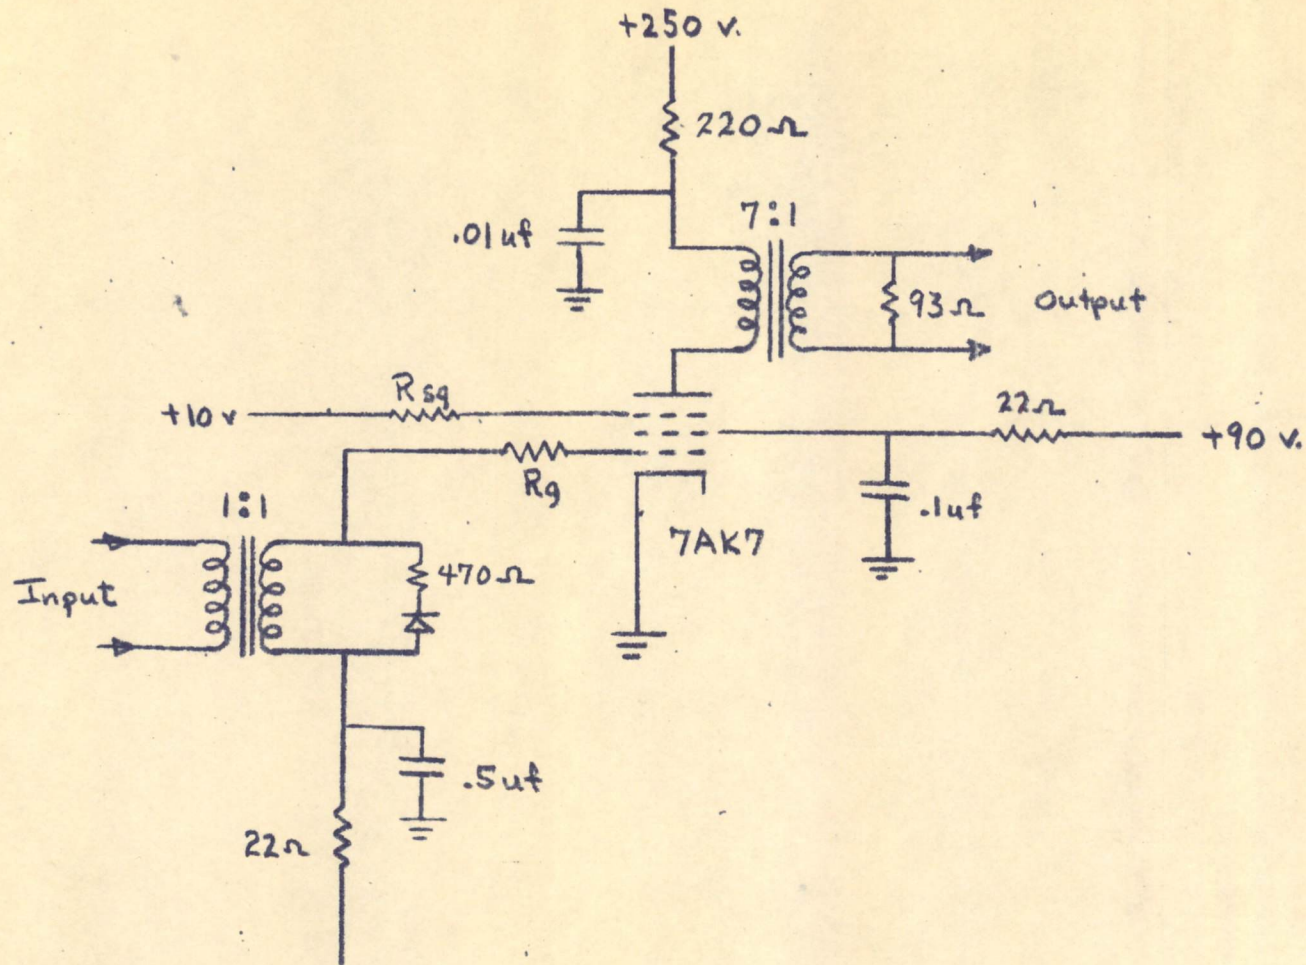 +250 v.
220Ω
.01uf
7:1
93Ω
Output
+10 v
Rsg
22Ω
+90 v.
Rg
.1uf
7AK7
1:1
470Ω
Input
.5uf
22Ω